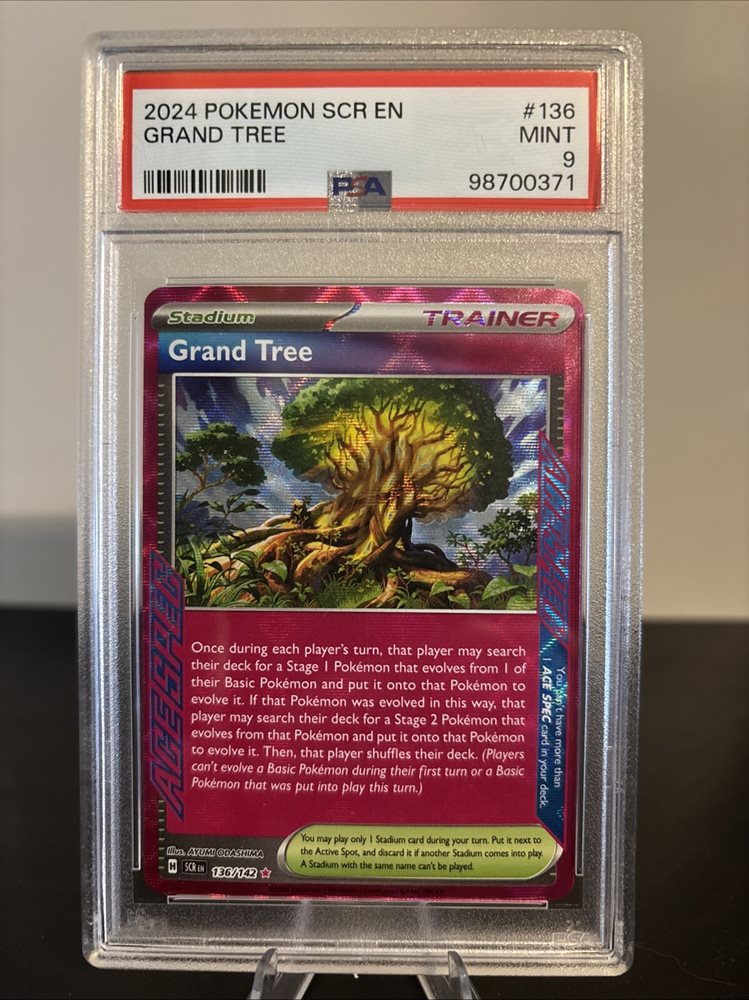 2024 POKEMON SCR EN #136
GRAND TREE MINT
9
PSA 98700371
Stadium TRAINER
Grand Tree
ACE SPEC
ACE SPEC
Once during each player's turn, that player may search
their deck for a Stage 1 Pokémon that evolves from 1 of
their Basic Pokémon and put it onto that Pokémon to
evolve it. If that Pokémon was evolved in this way, that
player may search their deck for a Stage 2 Pokémon that
evolves from that Pokémon and put it onto that Pokémon
to evolve it. Then, that player shuffles their deck. (Players
can't evolve a Basic Pokémon during their first turn or a Basic
Pokémon that was put into play this turn.)
You can't have more than
1 ACE SPEC card in your deck.
Illus. AYUMI ODASHIMA
H SCR EN 136/142
You may play only 1 Stadium card during your turn. Put it next to
the Active Spot, and discard it if another Stadium comes into play.
A Stadium with the same name can't be played.
©2024 Pokémon / Nintendo / Creatures / GAME FREAK